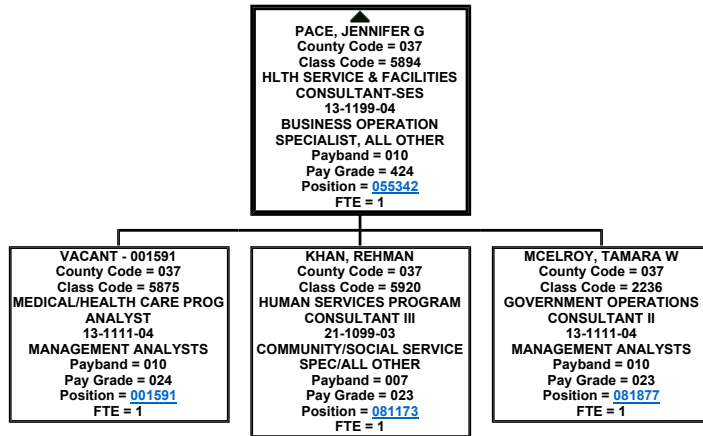 PACE, JENNIFER G
County Code = 037
Class Code = 5894
HLTH SERVICE & FACILITIES
CONSULTANT-SES
13-1199-04
BUSINESS OPERATION
SPECIALIST, ALL OTHER
Payband = 010
Pay Grade = 424
Position = 055342
FTE = 1
VACANT - 001591
County Code = 037
Class Code = 5875
MEDICAL/HEALTH CARE PROG
ANALYST
13-1111-04
MANAGEMENT ANALYSTS
Payband = 010
Pay Grade = 024
Position = 001591
FTE = 1
KHAN, REHMAN
County Code = 037
Class Code = 5920
HUMAN SERVICES PROGRAM
CONSULTANT III
21-1099-03
COMMUNITY/SOCIAL SERVICE
SPEC/ALL OTHER
Payband = 007
Pay Grade = 023
Position = 081173
FTE = 1
MCELROY, TAMARA W
County Code = 037
Class Code = 2236
GOVERNMENT OPERATIONS
CONSULTANT II
13-1111-04
MANAGEMENT ANALYSTS
Payband = 010
Pay Grade = 023
Position = 081877
FTE = 1